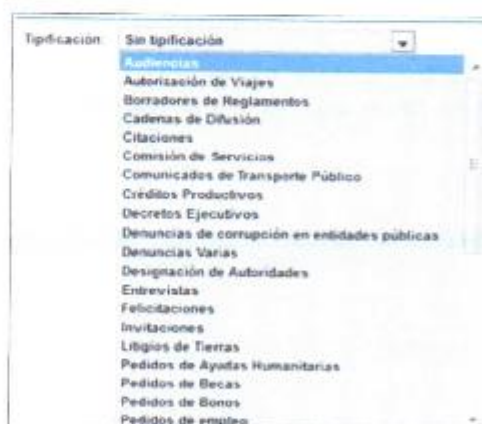 Tipificación: Sin tipificación
Audiencias
Autorización de Viajes
Borradores de Reglamentos
Cadenas de Difusión
Citaciones
Comisión de Servicios
Comunicados de Transporte Público
Créditos Productivos
Decretos Ejecutivos
Denuncias de corrupción en entidades públicas
Denuncias Varias
Designación de Autoridades
Entrevistas
Felicitaciones
Invitaciones
Litigios de Tierras
Pedidos de Ayudas Humanitarias
Pedidos de Becas
Pedidos de Bonos
Pedidos de empleo